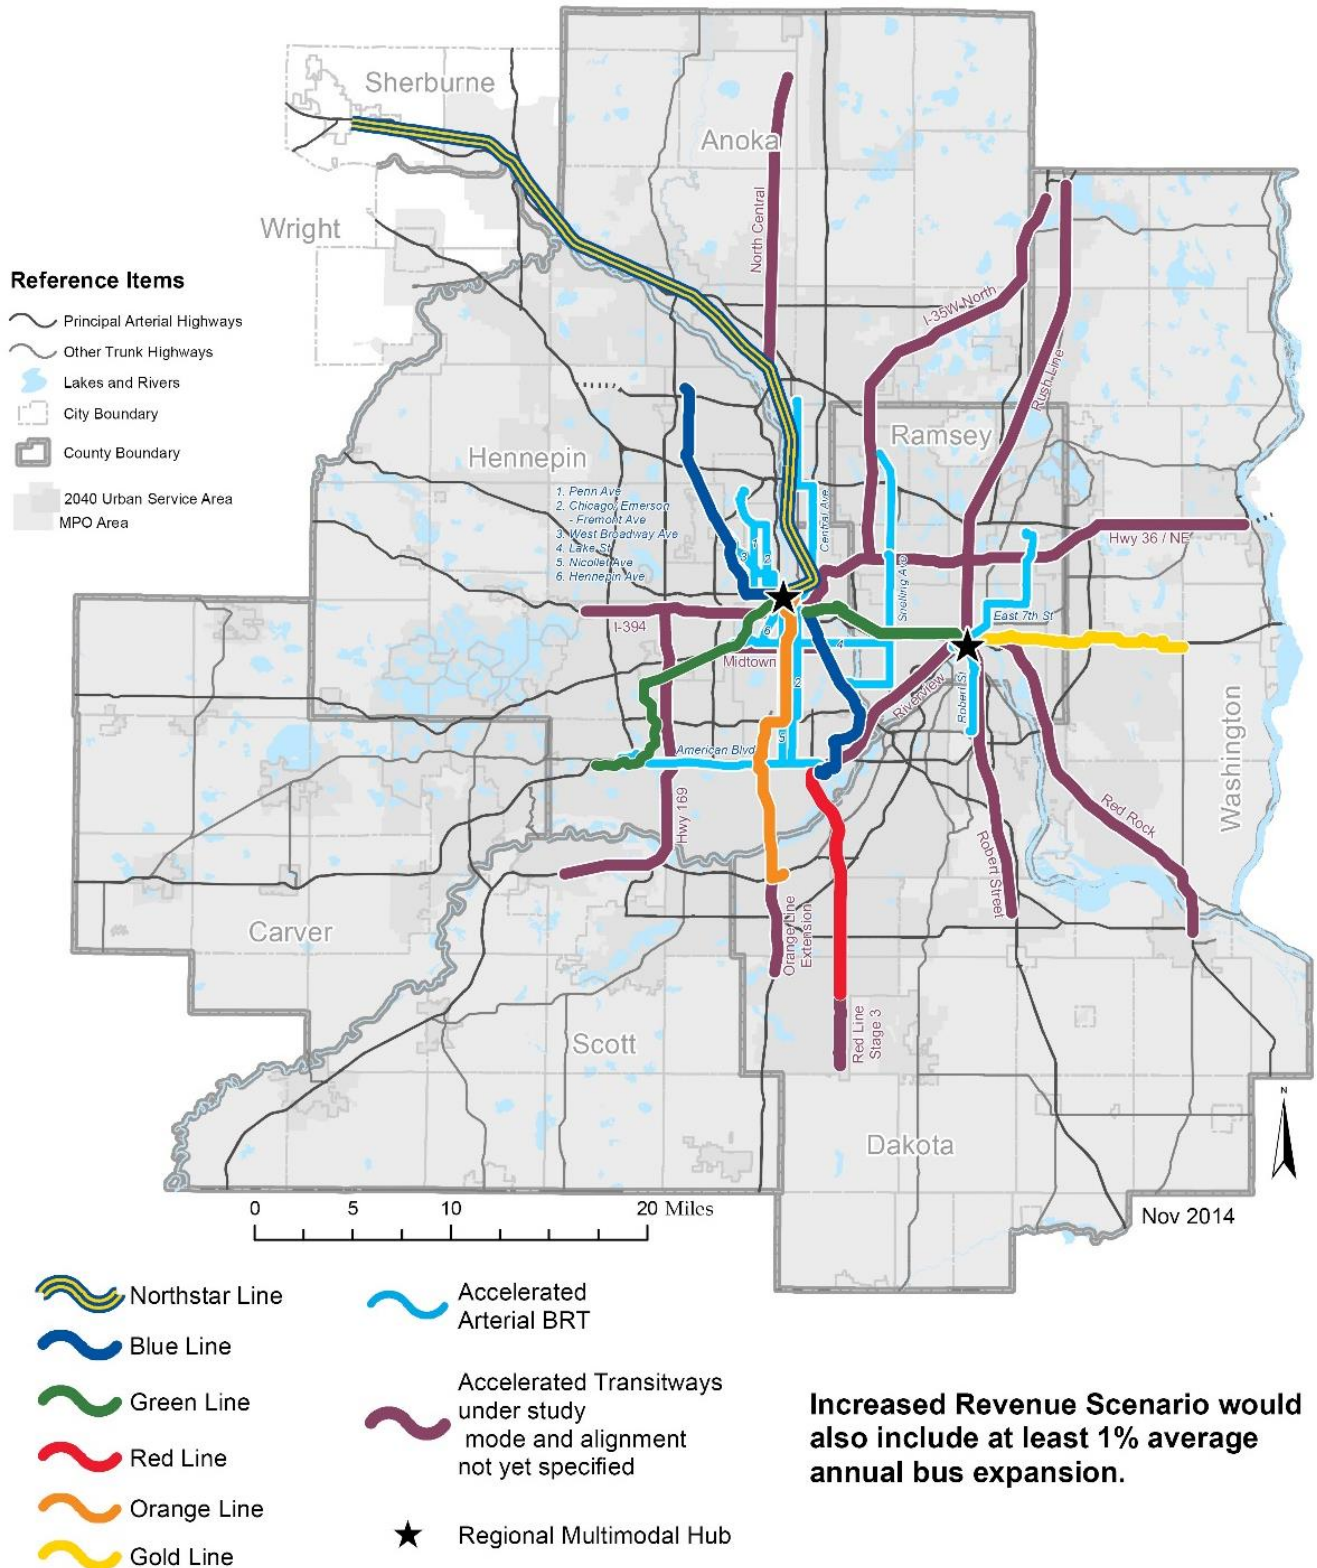 Sherburne
Anoka
Wright
North Central
Reference Items
Principal Arterial Highways
Other Trunk Highways
Lakes and Rivers
City Boundary
County Boundary
2040 Urban Service Area
MPO Area
I-35W North
Rush Line
Hennepin
Ramsey
1. Penn Ave
2. Chicago/Emerson
- Fremont Ave
3. West Broadway Ave
4. Lake St
5. Nicollet Ave
6. Hennepin Ave
Central Ave
Snelling Ave
Hwy 36 / NE
1
2
3
I-394
6
4
East 7th St
Midtown
2
Riverview
Robert St
5
American Blvd
Hwy 169
Washington
Red Rock
Robert Street
Carver
Orange Line
Extension
Scott
Red Line
Stage 3
Dakota
N
0 5 10 20 Miles
Nov 2014
Northstar Line
Blue Line
Green Line
Red Line
Orange Line
Gold Line
Accelerated
Arterial BRT
Accelerated Transitways
under study
mode and alignment
not yet specified
Regional Multimodal Hub
Increased Revenue Scenario would
also include at least 1% average
annual bus expansion.